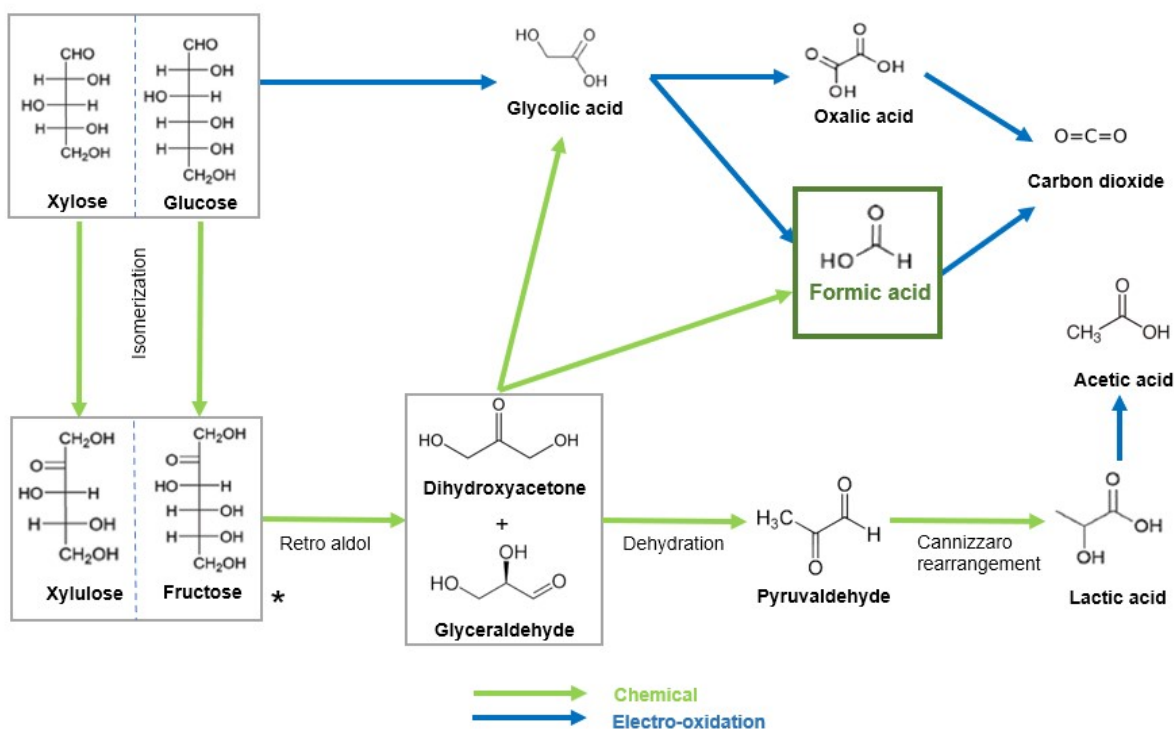 CHO
H OH
HO H
H OH
CH₂OH
Xylose
CHO
H OH
HO H
H OH
H OH
CH₂OH
Glucose
HO O
OH
Glycolic acid
O
O OH
OH
Oxalic acid
O=C=O
Carbon dioxide
O
HO H
Formic acid
Isomerization
O
CH₃ OH
Acetic acid
CH₂OH
O
HO H
H OH
CH₂OH
Xylulose
CH₂OH
O
HO H
H OH
H OH
CH₂OH
Fructose
*
Retro aldol
O
HO OH
Dihydroxyacetone
+
OH
HO O
Glyceraldehyde
Dehydration
O
H₃C H
O
Pyruvaldehyde
Cannizzaro
rearrangement
O
OH
OH
Lactic acid
Chemical
Electro-oxidation